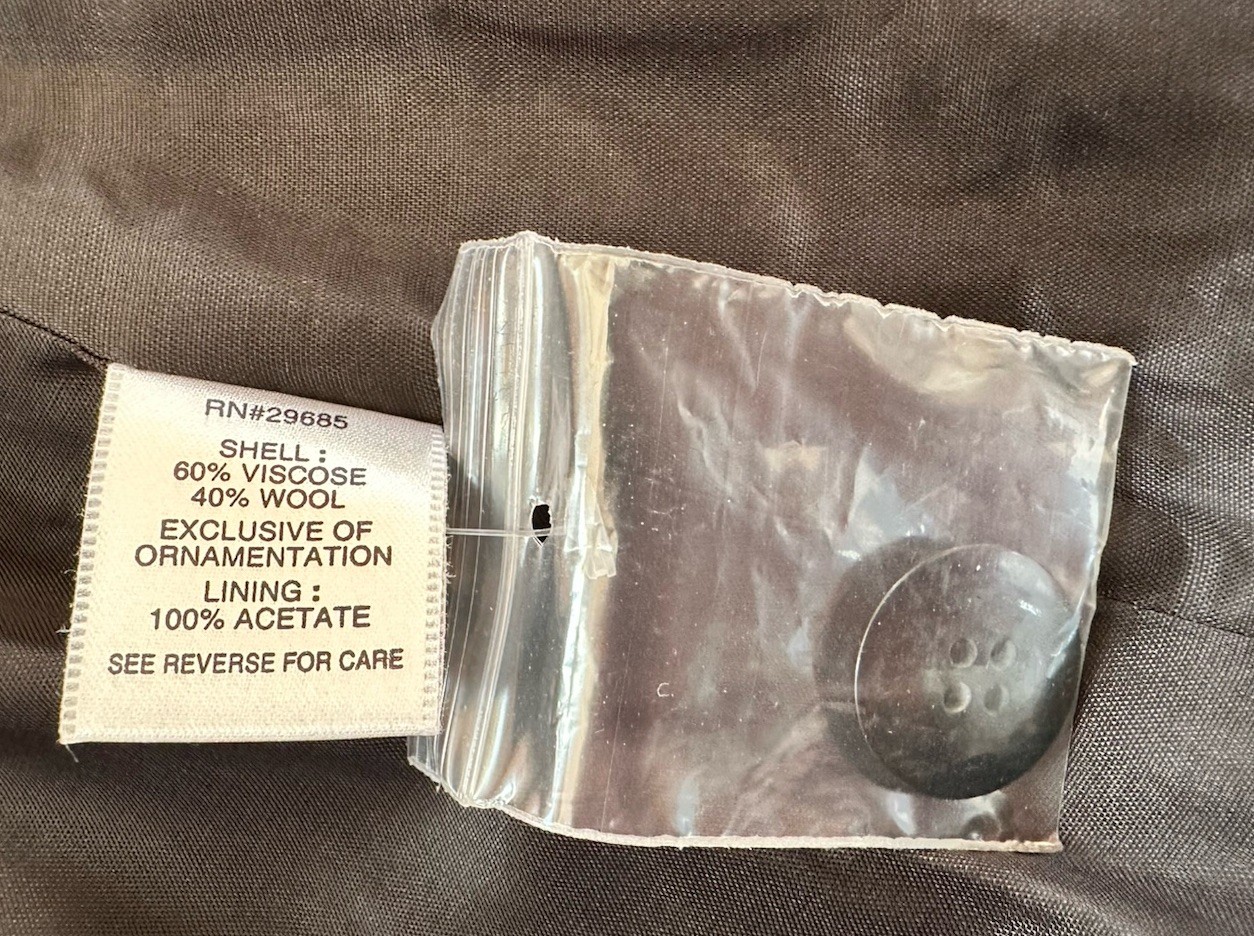 RN#29685
SHELL :
60% VISCOSE
40% WOOL
EXCLUSIVE OF
ORNAMENTATION
LINING :
100% ACETATE
SEE REVERSE FOR CARE